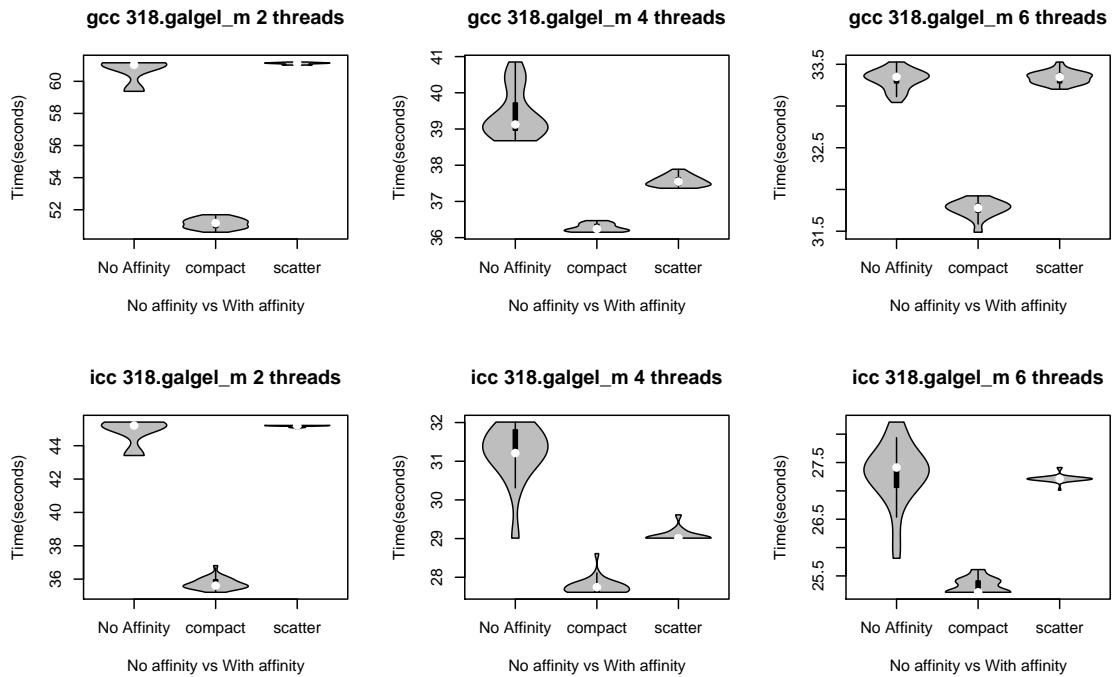 gcc 318.galgel_m 2 threads
Time(seconds)
60
58
56
54
52
No Affinity compact scatter
No affinity vs With affinity
gcc 318.galgel_m 4 threads
Time(seconds)
41
40
39
38
37
36
No Affinity compact scatter
No affinity vs With affinity
gcc 318.galgel_m 6 threads
Time(seconds)
33.5
32.5
31.5
No Affinity compact scatter
No affinity vs With affinity
icc 318.galgel_m 2 threads
Time(seconds)
44
42
40
38
36
No Affinity compact scatter
No affinity vs With affinity
icc 318.galgel_m 4 threads
Time(seconds)
32
31
30
29
28
No Affinity compact scatter
No affinity vs With affinity
icc 318.galgel_m 6 threads
Time(seconds)
27.5
26.5
25.5
No Affinity compact scatter
No affinity vs With affinity